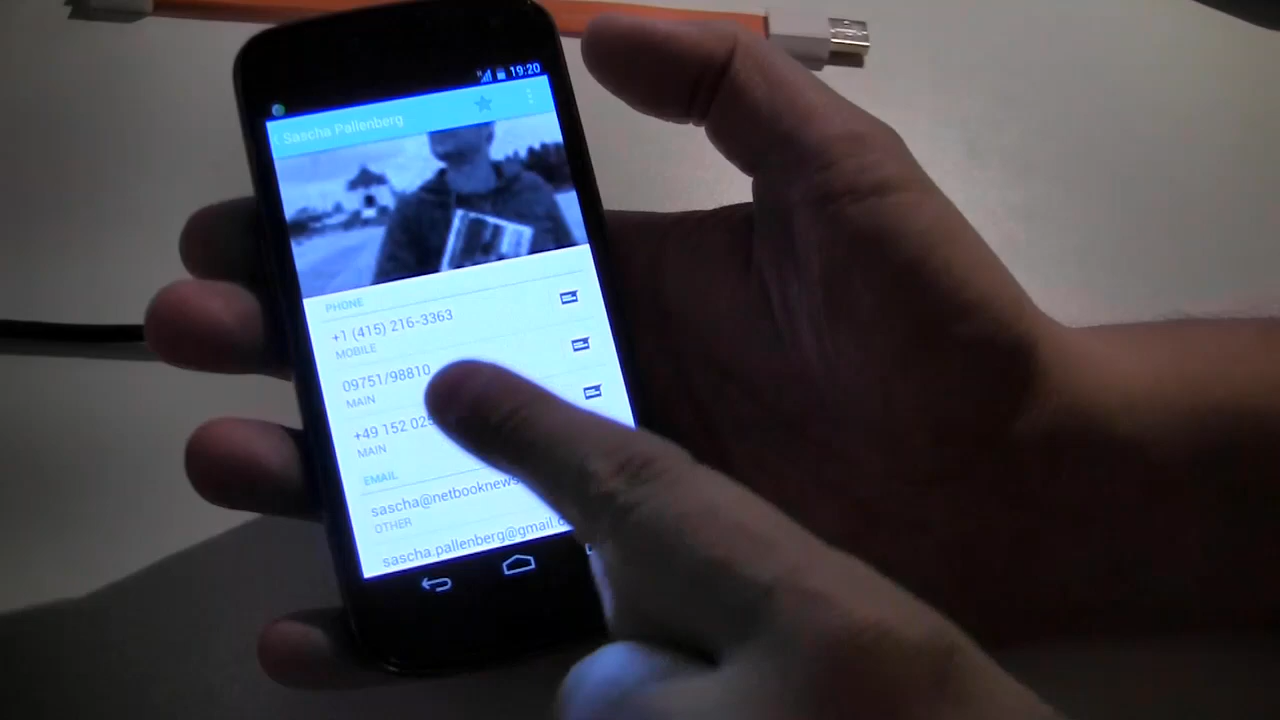 19:20
Sascha Pallenberg
PHONE
+1 (415) 216-3363
MOBILE
09751/98810
MAIN
+49 152 025
MAIN
EMAIL
sascha@netbooknews
OTHER
sascha.pallenberg@gmail.c